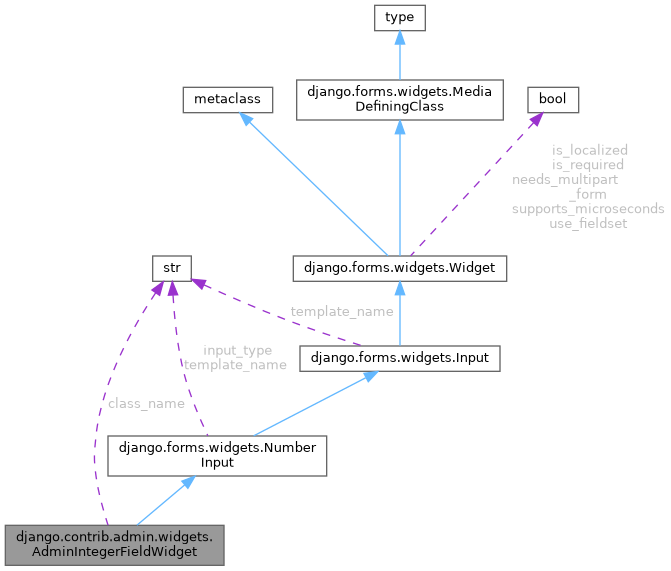 type
django.forms.widgets.Media
DefiningClass
metaclass
bool
is_localized
is_required
needs_multipart
_form
supports_microseconds
use_fieldset
str
django.forms.widgets.Widget
template_name
input_type
template_name
django.forms.widgets.Input
class_name
django.forms.widgets.Number
Input
django.contrib.admin.widgets.
AdminIntegerFieldWidget